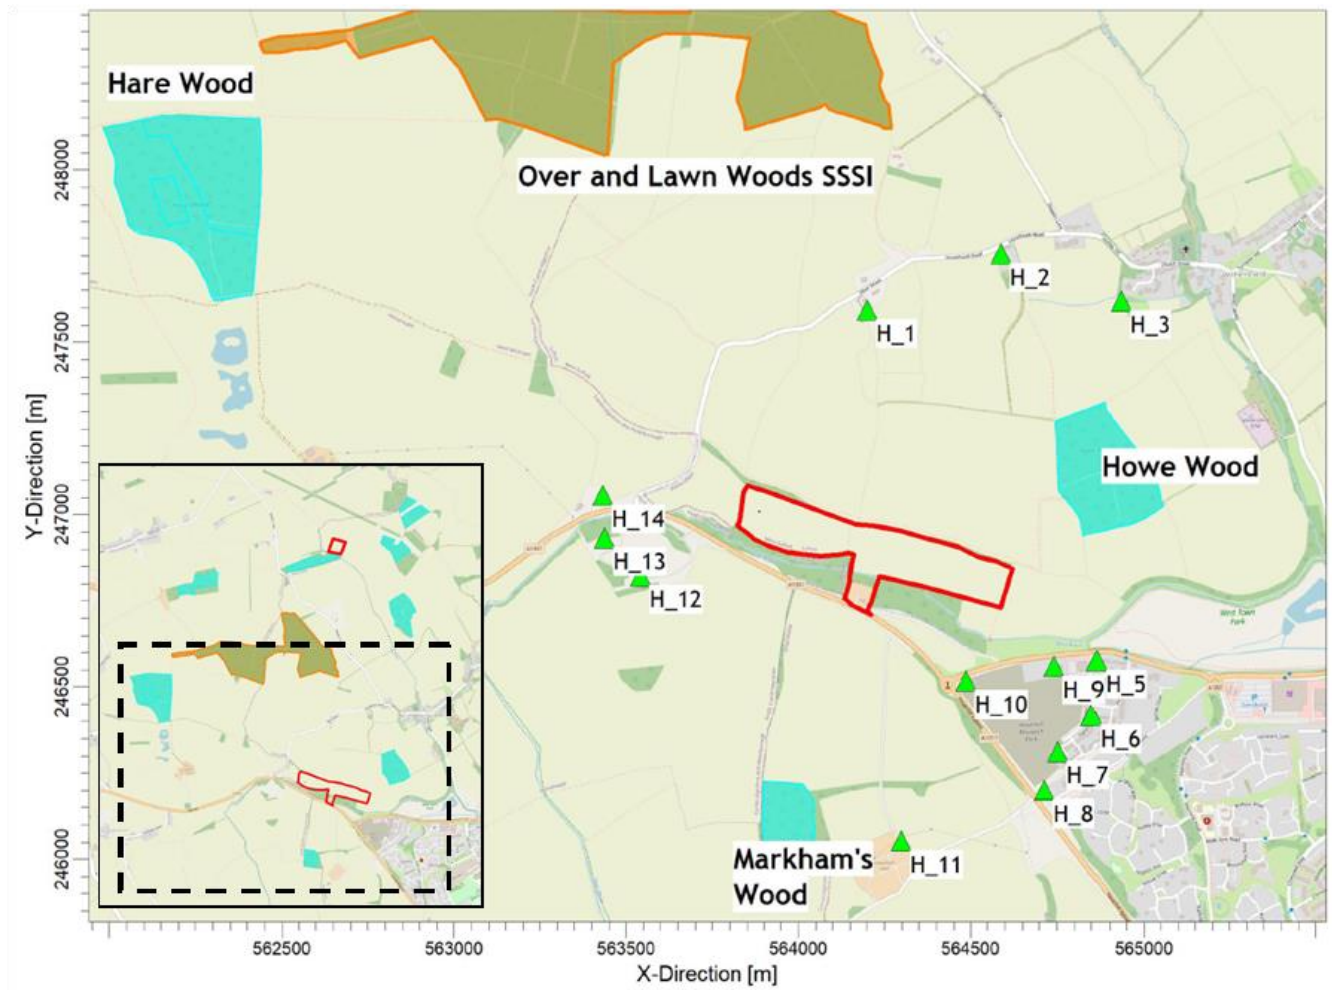 Hare Wood
Over and Lawn Woods SSSI
H_2
H_3
H_1
Howe Wood
H_14
H_13
H_12
H_5
H_9
H_10
H_6
H_7
H_8
H_11
Markham's
Wood
Y-Direction [m]
248000
247500
247000
246500
246000
562500
563000
563500
564000
564500
565000
X-Direction [m]